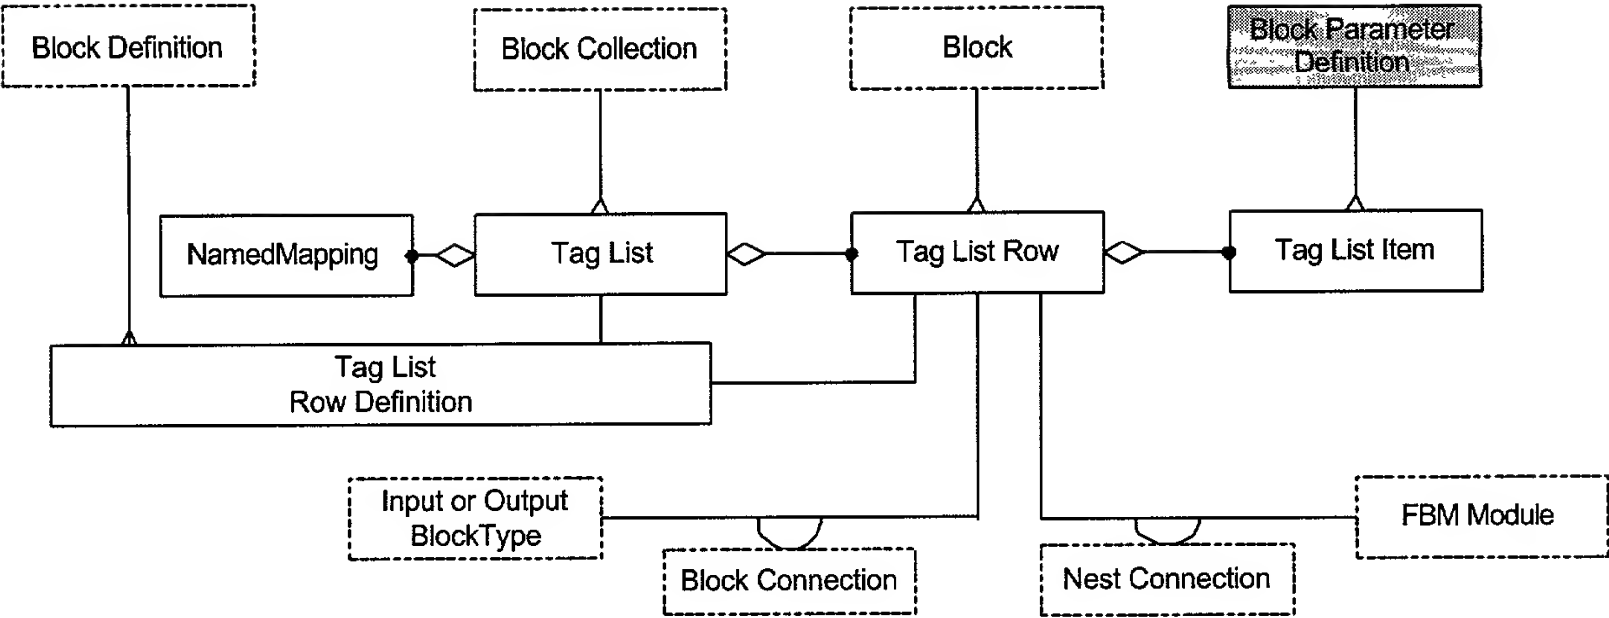 Block Definition
Block Collection
Block
Block Parameter
Definition
NamedMapping
Tag List
Tag List Row
Tag List Item
Tag List
Row Definition
Input or Output
BlockType
FBM Module
Block Connection
Nest Connection